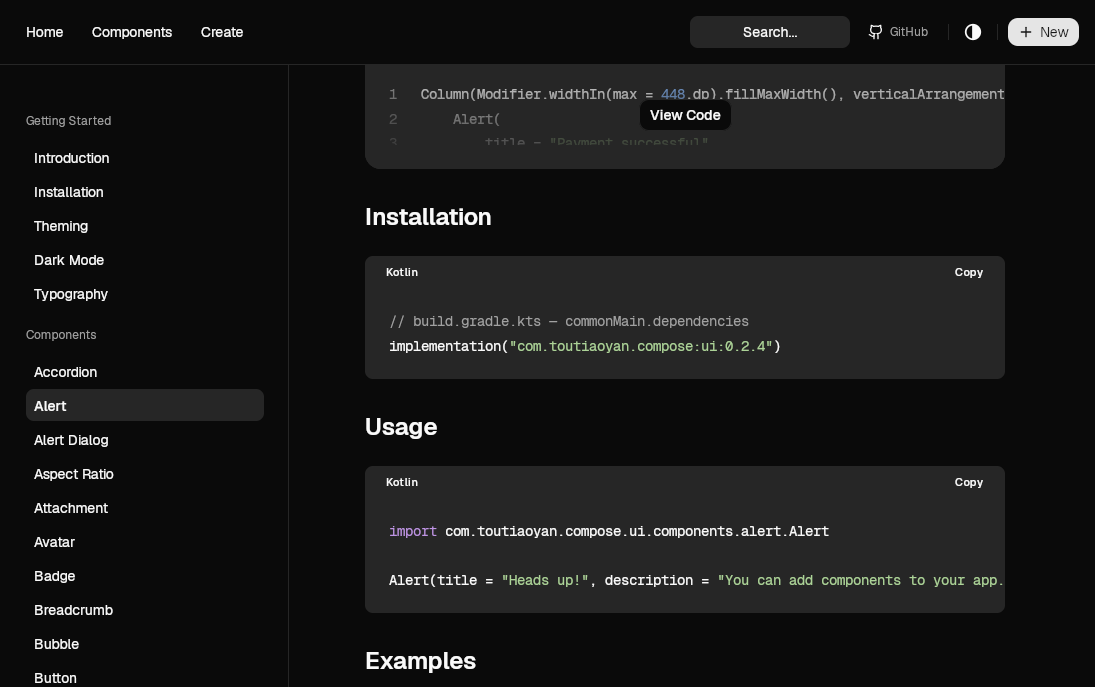 Home
Components
Create
Search...
GitHub
New
Getting Started
Introduction
Installation
Theming
Dark Mode
Typography
Components
Accordion
Alert
Alert Dialog
Aspect Ratio
Attachment
Avatar
Badge
Breadcrumb
Bubble
Button
1 Column(Modifier.widthIn(max = 448.dp).fillMaxWidth(), verticalArrangement
2 Alert(
3 title = "Payment successful"
View Code
Installation
Kotlin
Copy
// build.gradle.kts — commonMain.dependencies
implementation("com.toutiaoyan.compose:ui:0.2.4")
Usage
Kotlin
Copy
import com.toutiaoyan.compose.ui.components.alert.Alert
Alert(title = "Heads up!", description = "You can add components to your app.
Examples